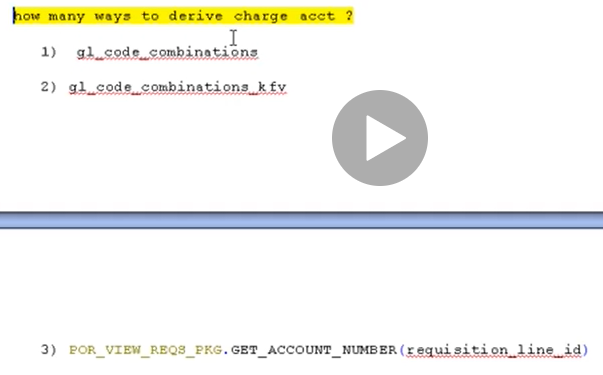 how many ways to derive charge acct ?
1) gl_code_combinations
2) gl_code_combinations_kfv
3) POR_VIEW_REQS_PKG.GET_ACCOUNT_NUMBER(requisition_line_id)